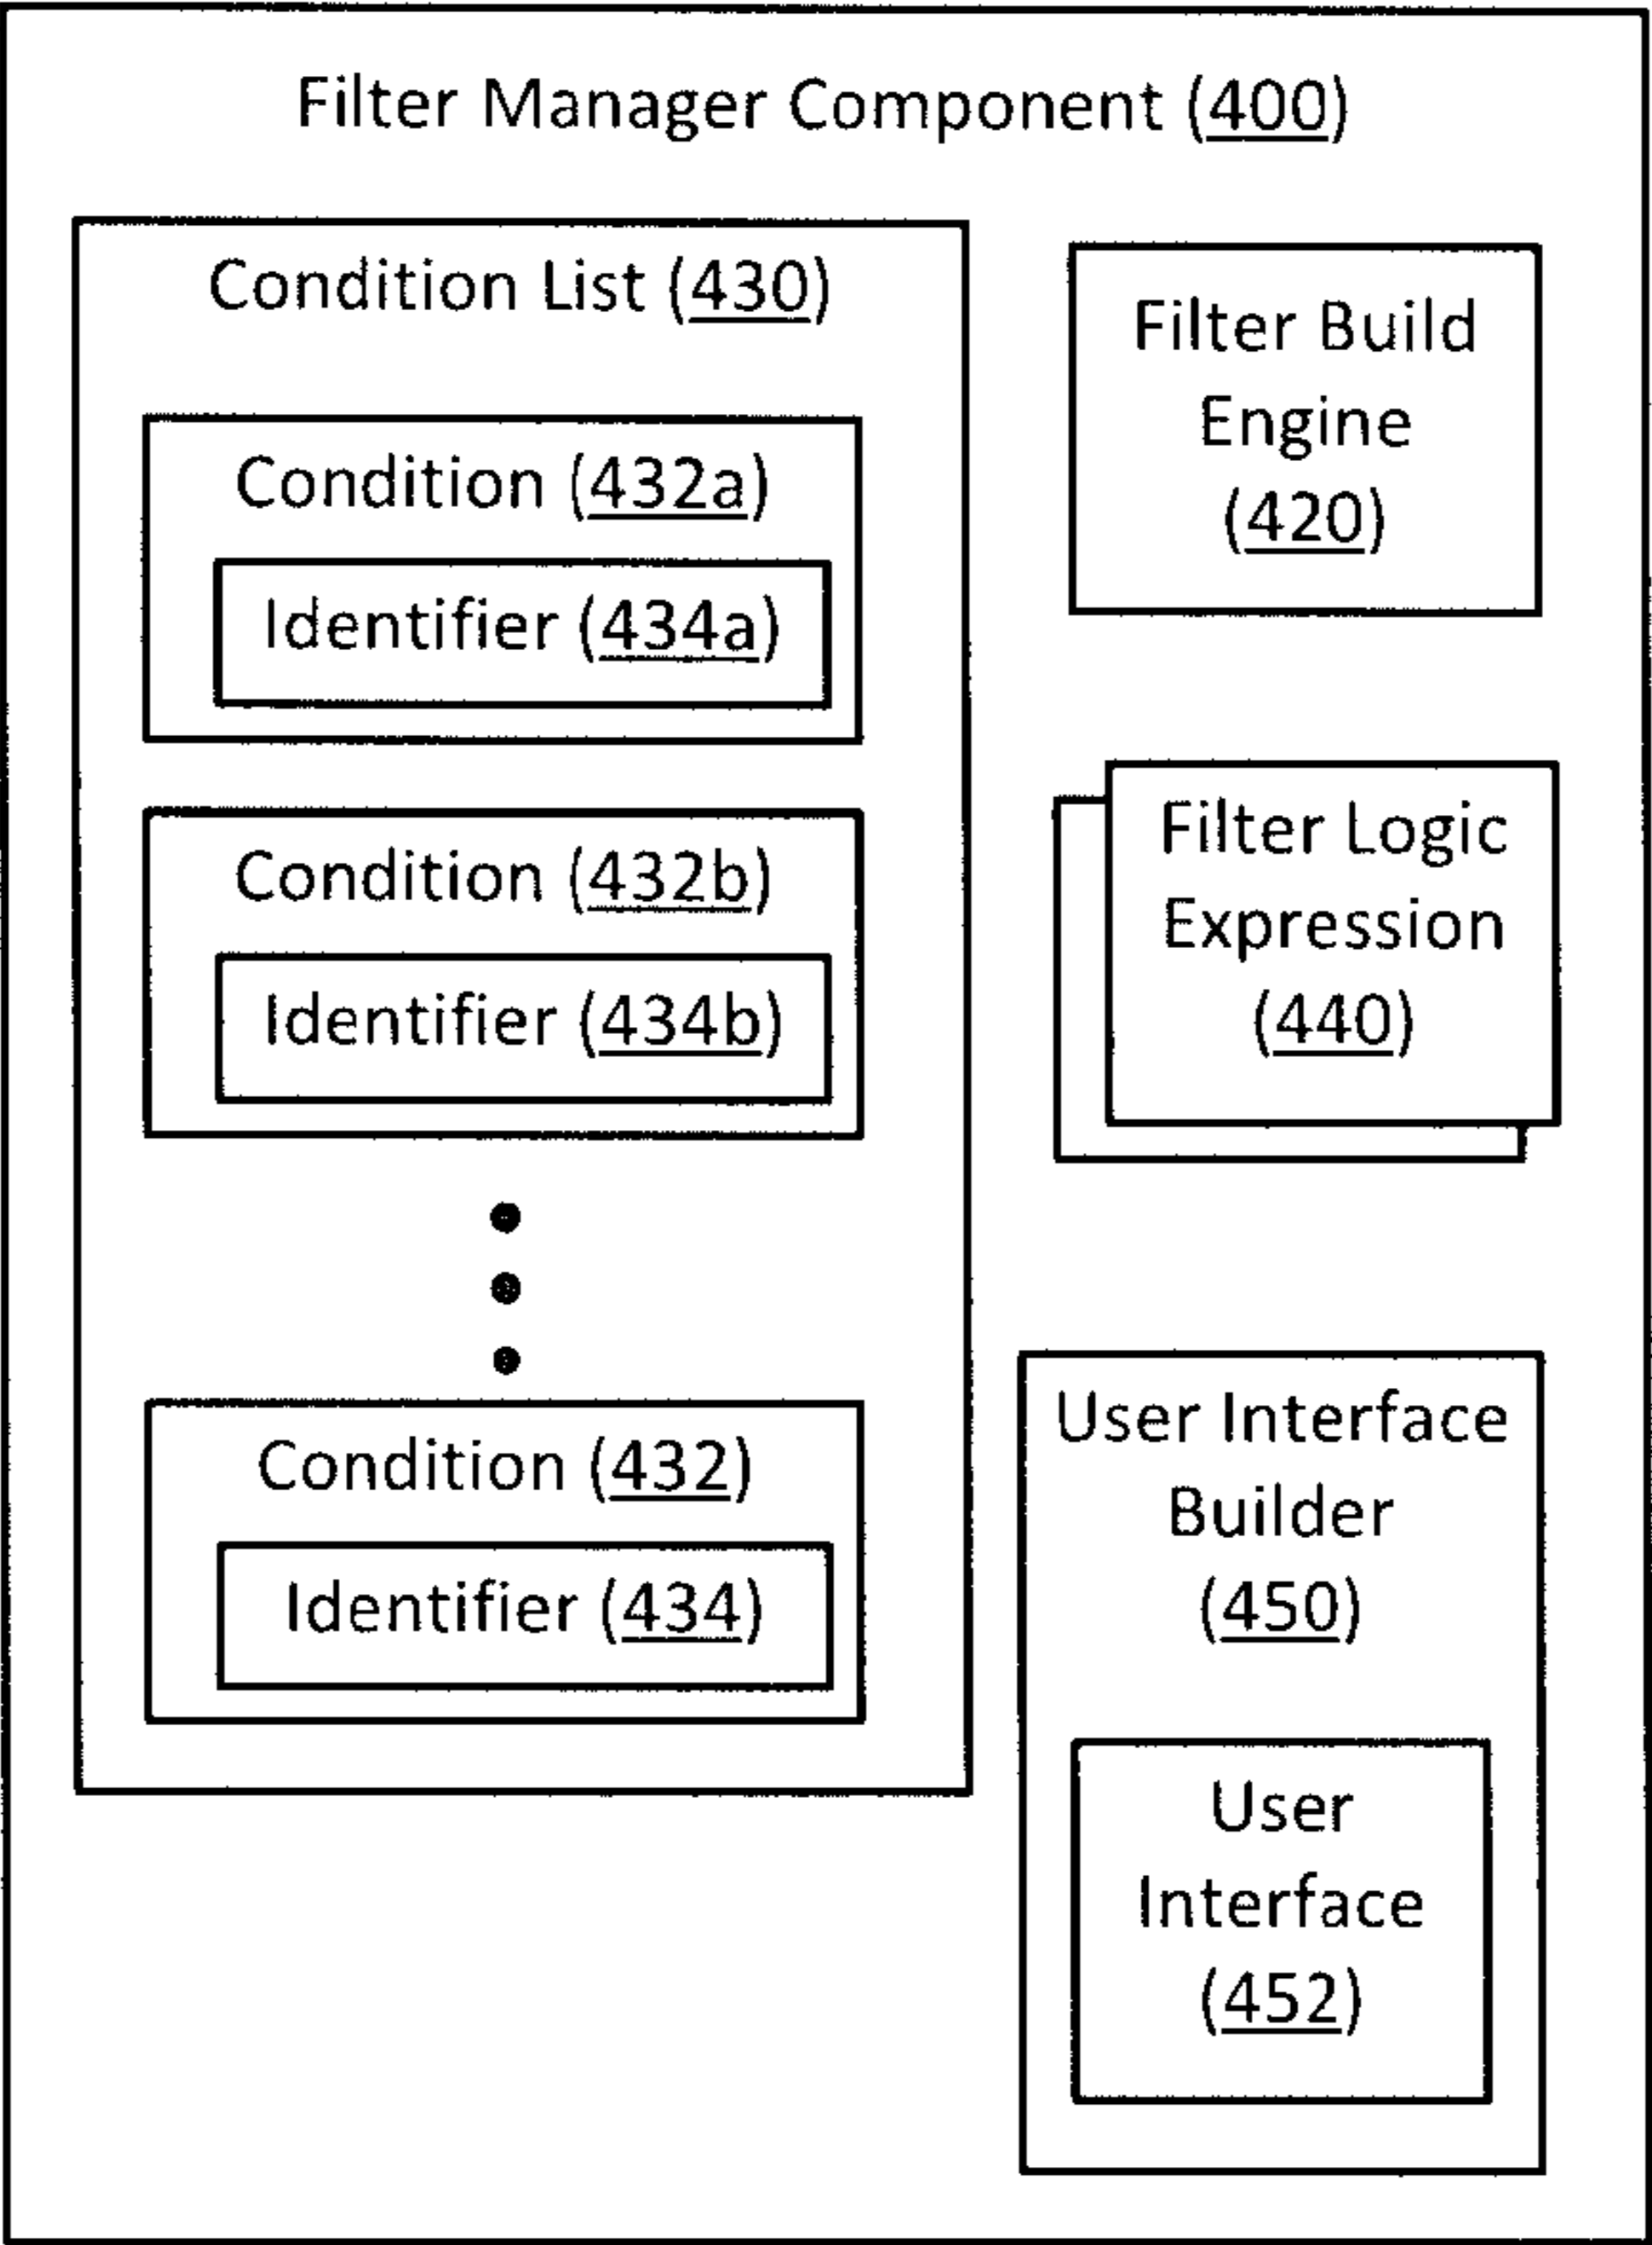 Filter Manager Component (400)
Condition List (430)
Condition (432a)
Identifier (434a)
Condition (432b)
Identifier (434b)
Condition (432)
Identifier (434)
Filter Build
Engine
(420)
Filter Logic
Expression
(440)
User Interface
Builder
(450)
User
Interface
(452)